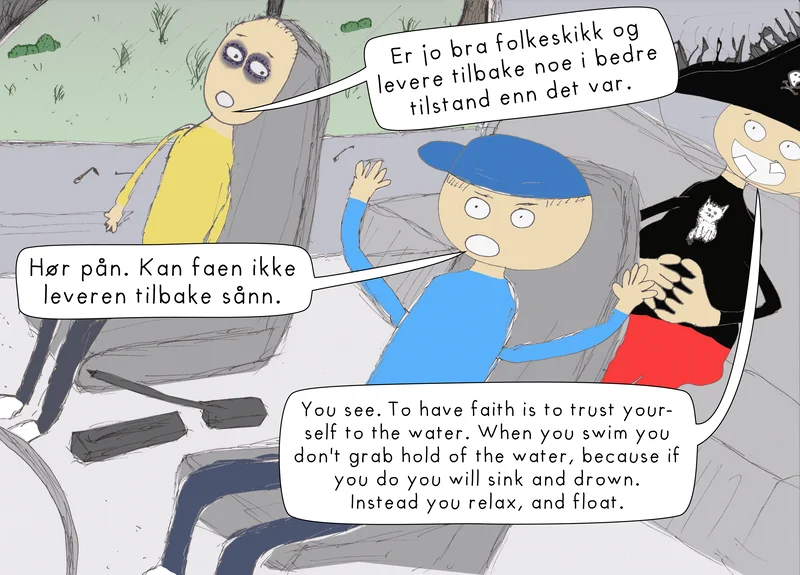 Er jo bra folkeskikk og
levere tilbake noe i bedre
tilstand enn det var.
Hør pån. Kan faen ikke
leveren tilbake sånn.
You see. To have faith is to trust your-
self to the water. When you swim you
don't grab hold of the water, because if
you do you will sink and drown.
Instead you relax, and float.